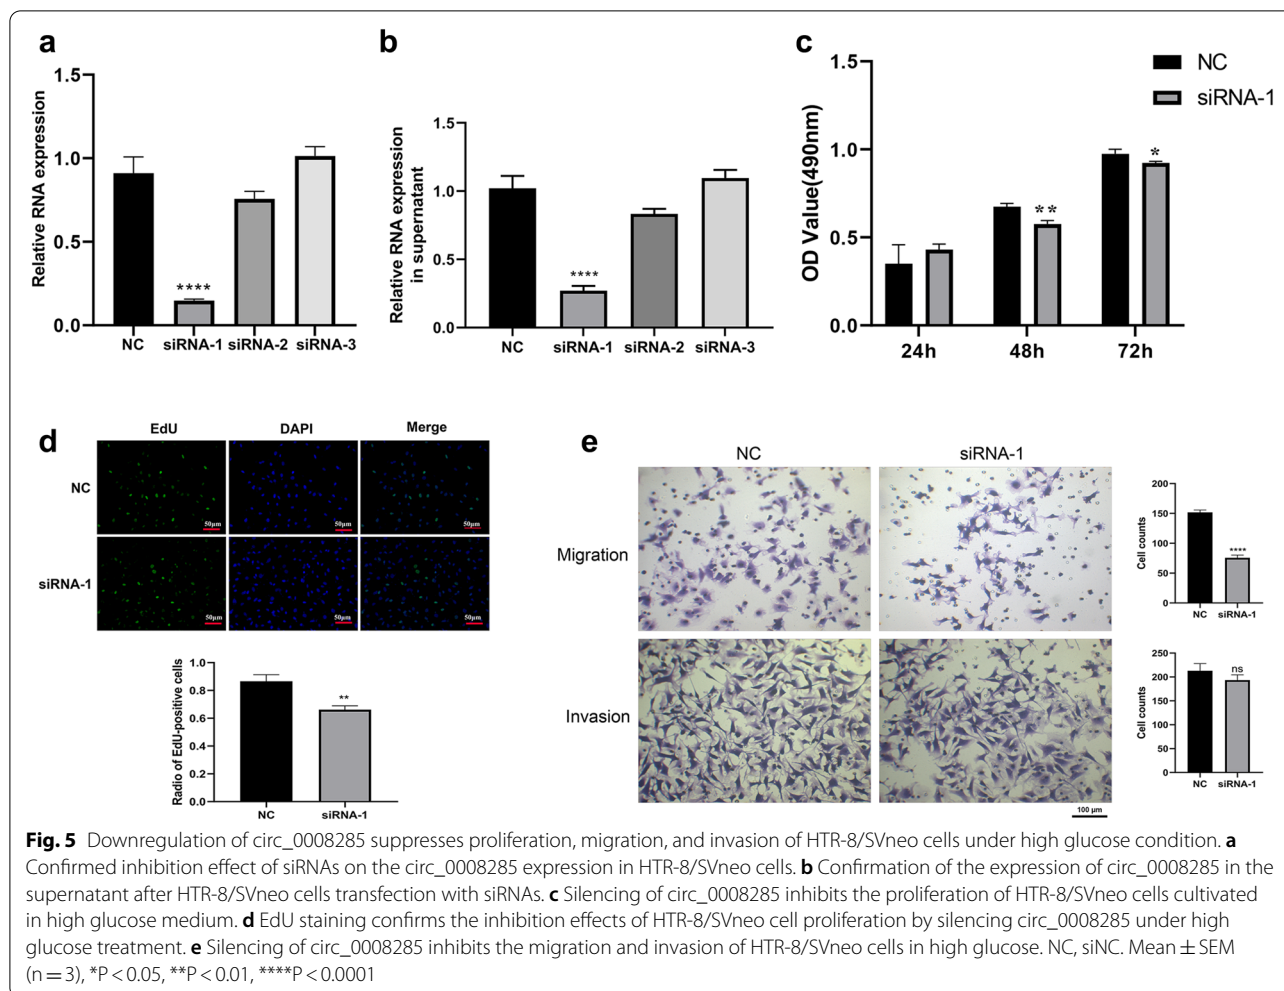 a
b
c
1.5
1.0
0.5
0.0
Relative RNA expression
****
NC siRNA-1 siRNA-2 siRNA-3
1.5
1.0
0.5
0.0
Relative RNA expression
in supernatant
****
NC siRNA-1 siRNA-2 siRNA-3
NC
siRNA-1
1.5
1.0
0.5
0.0
OD Value(490nm)
**
*
24h 48h 72h
d
EdU DAPI Merge
NC
50μm 50μm 50μm
siRNA-1
50μm 50μm 50μm
1.0
0.8
0.6
0.4
0.2
0.0
Radio of EdU-positive cells
**
NC siRNA-1
e
NC siRNA-1
Migration
Invasion
100 μm
200
150
100
50
0
Cell counts
****
NC siRNA-1
250
200
150
100
50
0
Cell counts
ns
NC siRNA-1
Fig. 5 Downregulation of circ_0008285 suppresses proliferation, migration, and invasion of HTR-8/SVneo cells under high glucose condition. a
Confirmed inhibition effect of siRNAs on the circ_0008285 expression in HTR-8/SVneo cells. b Confirmation of the expression of circ_0008285 in the
supernatant after HTR-8/SVneo cells transfection with siRNAs. c Silencing of circ_0008285 inhibits the proliferation of HTR-8/SVneo cells cultivated
in high glucose medium. d EdU staining confirms the inhibition effects of HTR-8/SVneo cell proliferation by silencing circ_0008285 under high
glucose treatment. e Silencing of circ_0008285 inhibits the migration and invasion of HTR-8/SVneo cells in high glucose. NC, siNC. Mean ± SEM
(n = 3), *P < 0.05, **P < 0.01, ****P < 0.0001